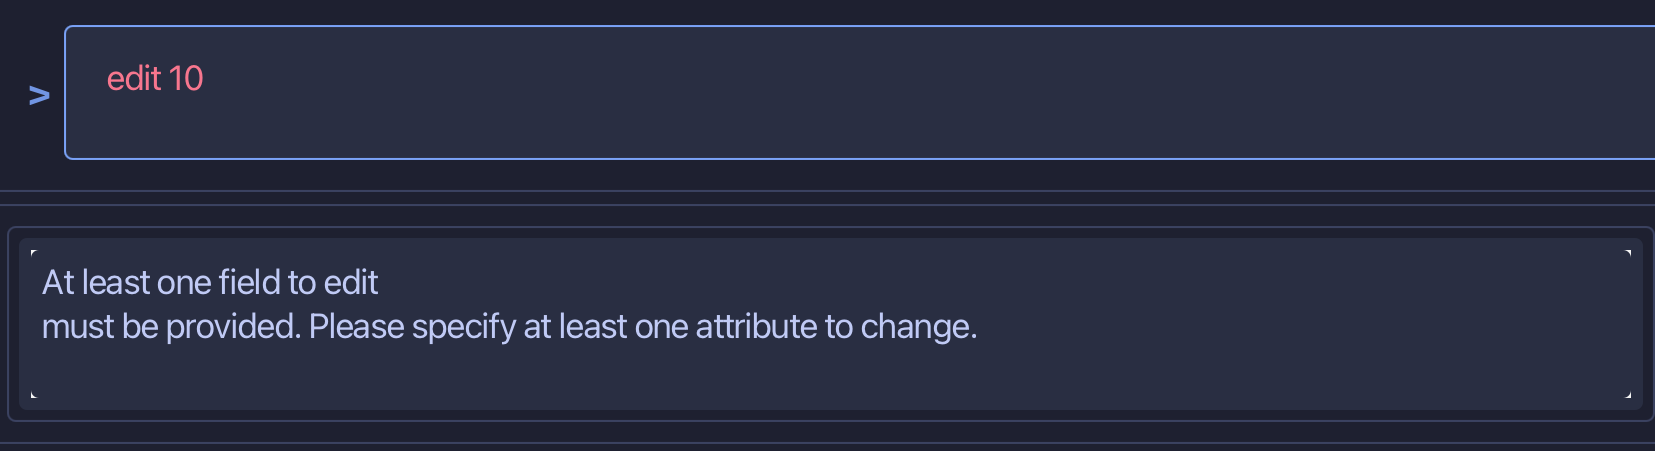 > edit 10
At least one field to edit
must be provided. Please specify at least one attribute to change.